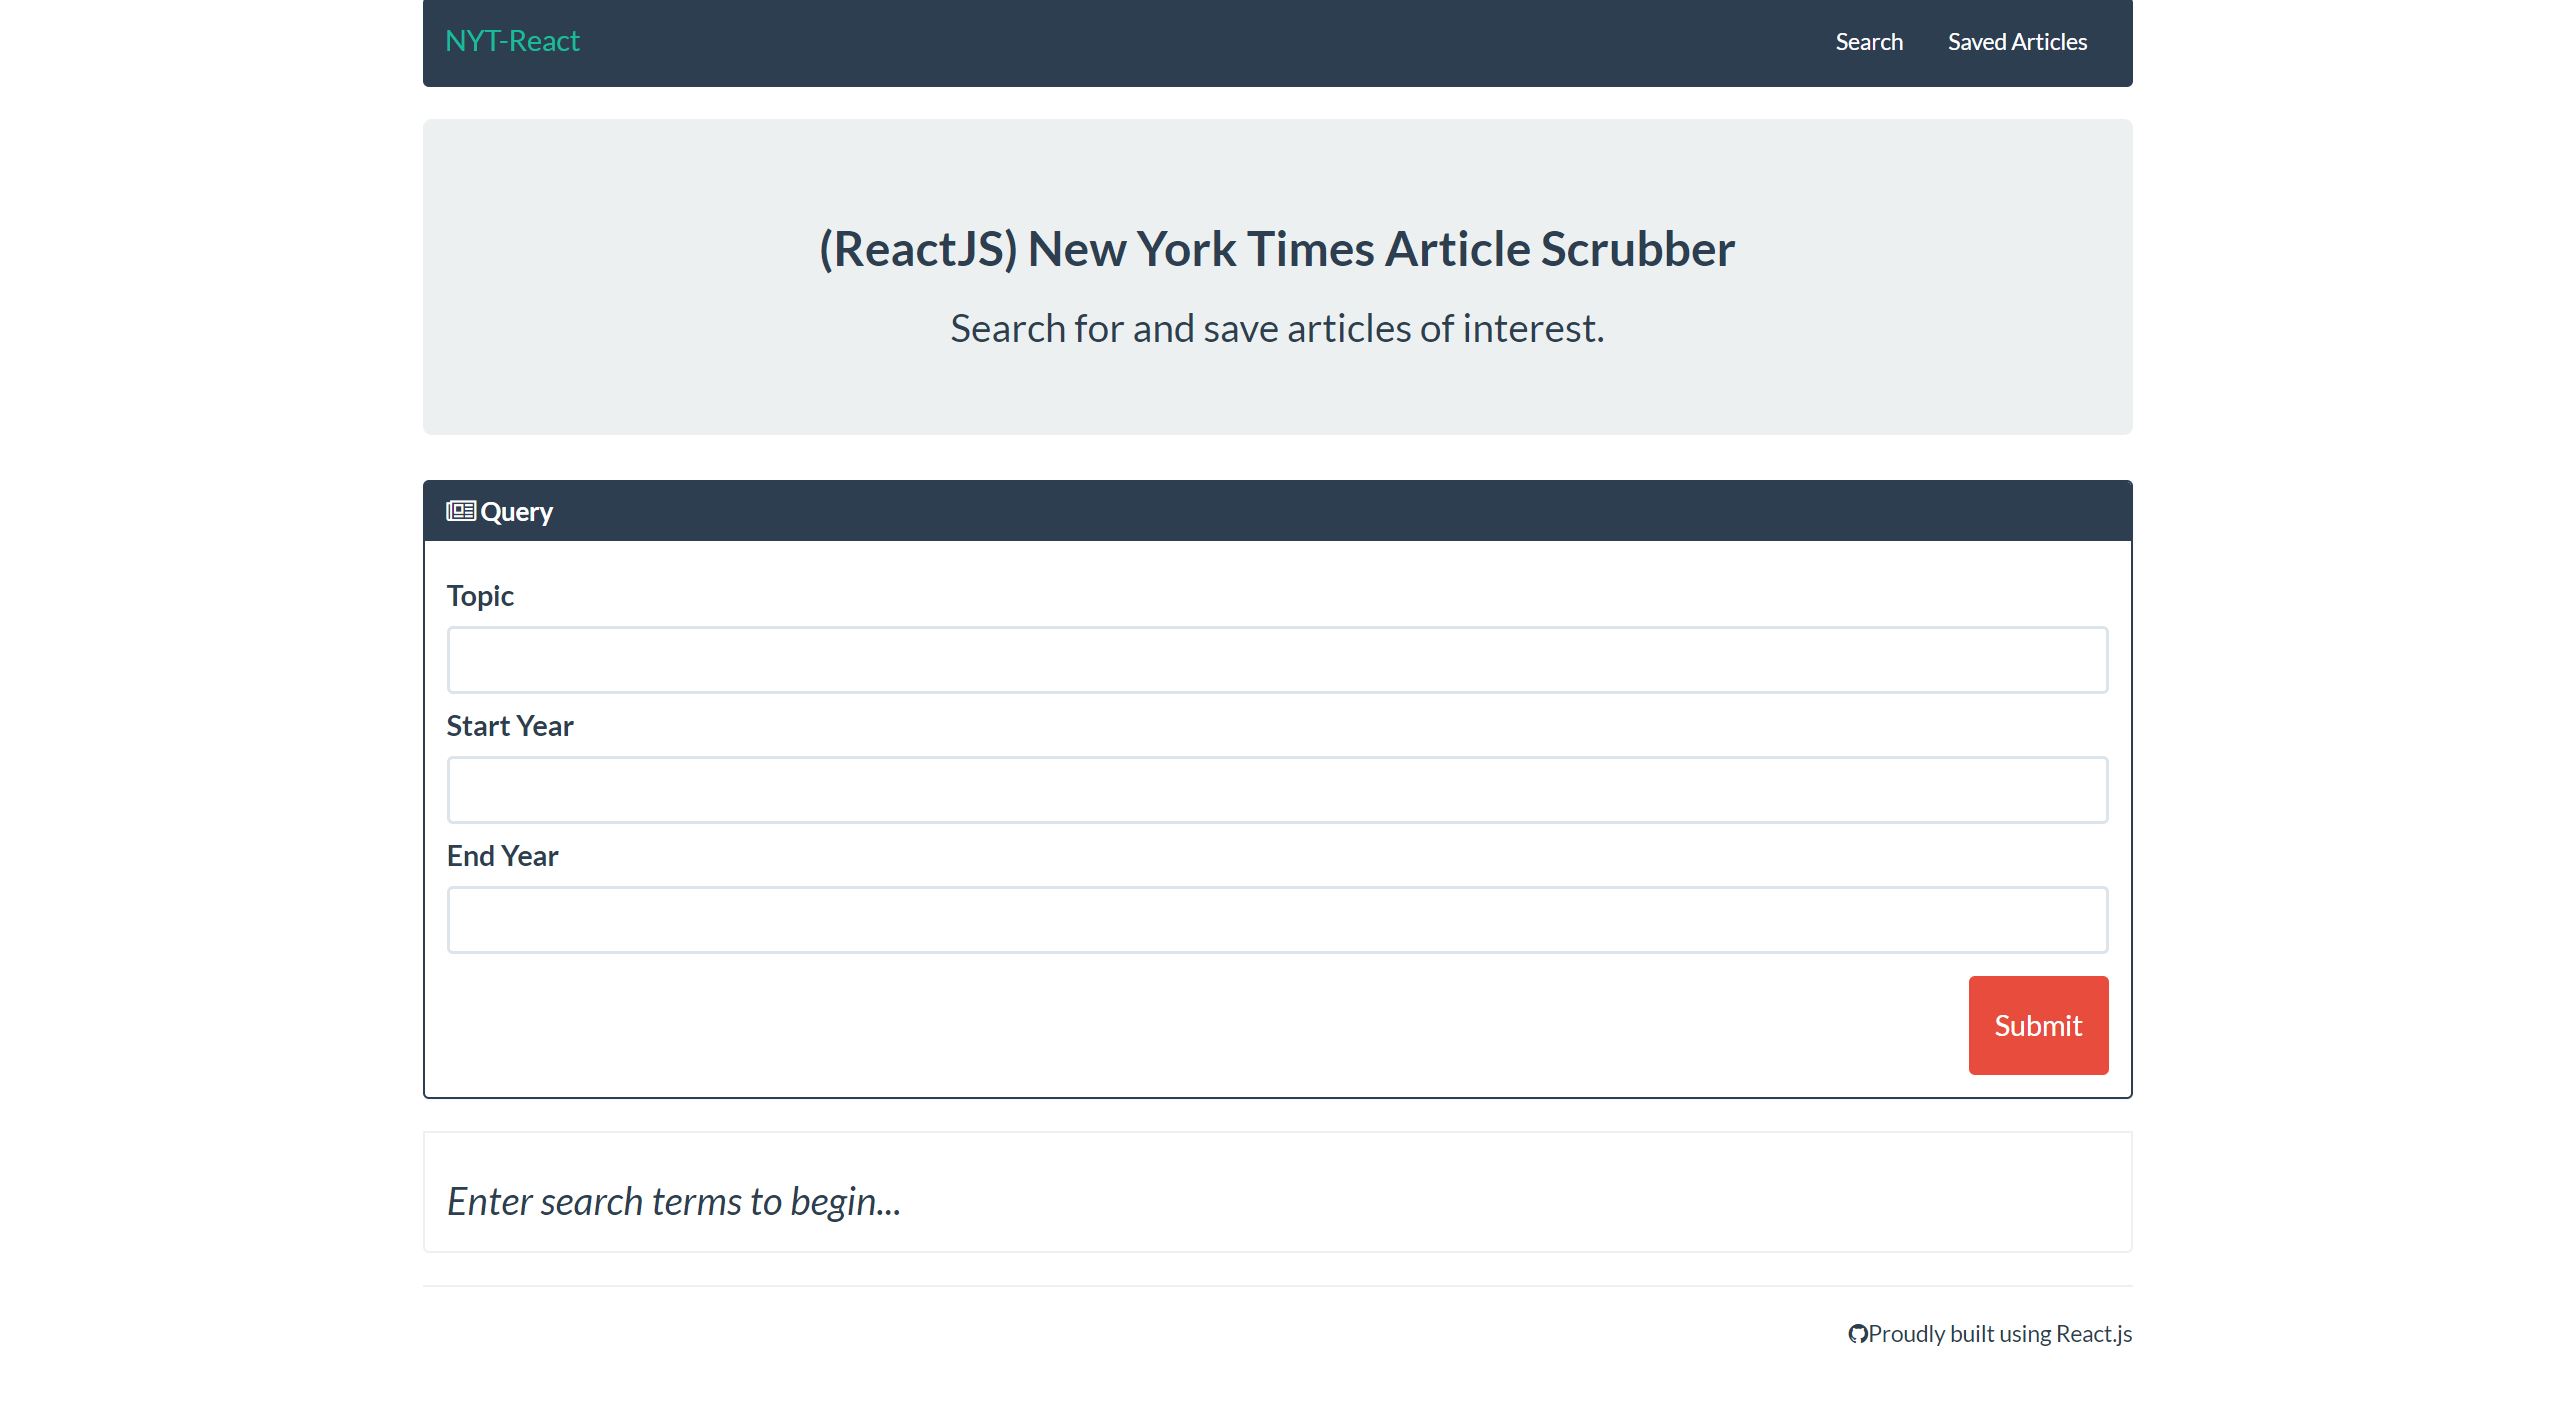 NYT-React
Search Saved Articles
(ReactJS) New York Times Article Scrubber
Search for and save articles of interest.
Query
Topic
Start Year
End Year
Submit
Enter search terms to begin...
Proudly built using React.js